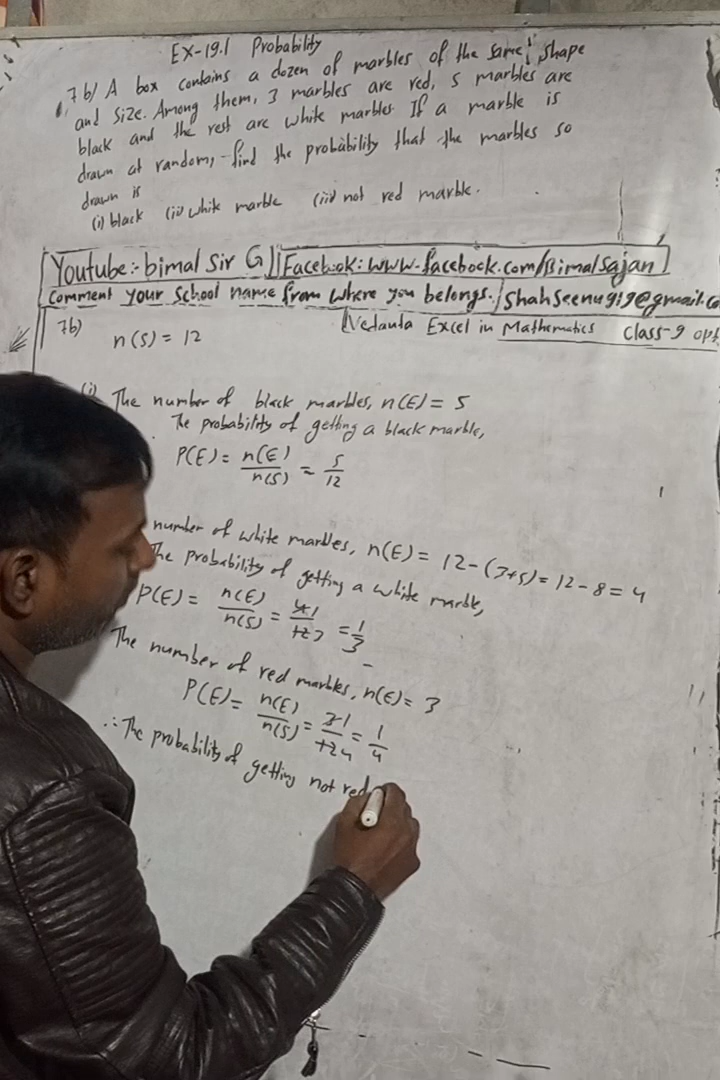 Ex-19.1 Probability
7b) A box contains a dozen of marbles of the same shape
and size. Among them, 3 marbles are red, 5 marbles are
black and the rest are white marbles. If a marble is
drawn at random, find the probability that the marbles so
drawn is
(i) black (ii) white marble (iii) not red marble.
Youtube:- bimal Sir G
Facebook: www.facebook.com/Bimalsajan
Comment your School name from where you belongs.
Vedanta Excel in Mathematics Class-9 opt
7b)
n(S) = 12
(i) The number of black marbles, n(E) = 5
The probability of getting a black marble,
P(E) = n(E)/n(S) = 5/12
number of white marbles, n(E) = 12 - (3+5) = 12 - 8 = 4
The probability of getting a white marble,
P(E) = n(E)/n(S) = 4 1/12 3 = 1/3
The number of red marbles, n(E) = 3
P(E) = n(E)/n(S) = 3 1/12 4 = 1/4
∴ The probability of getting not red